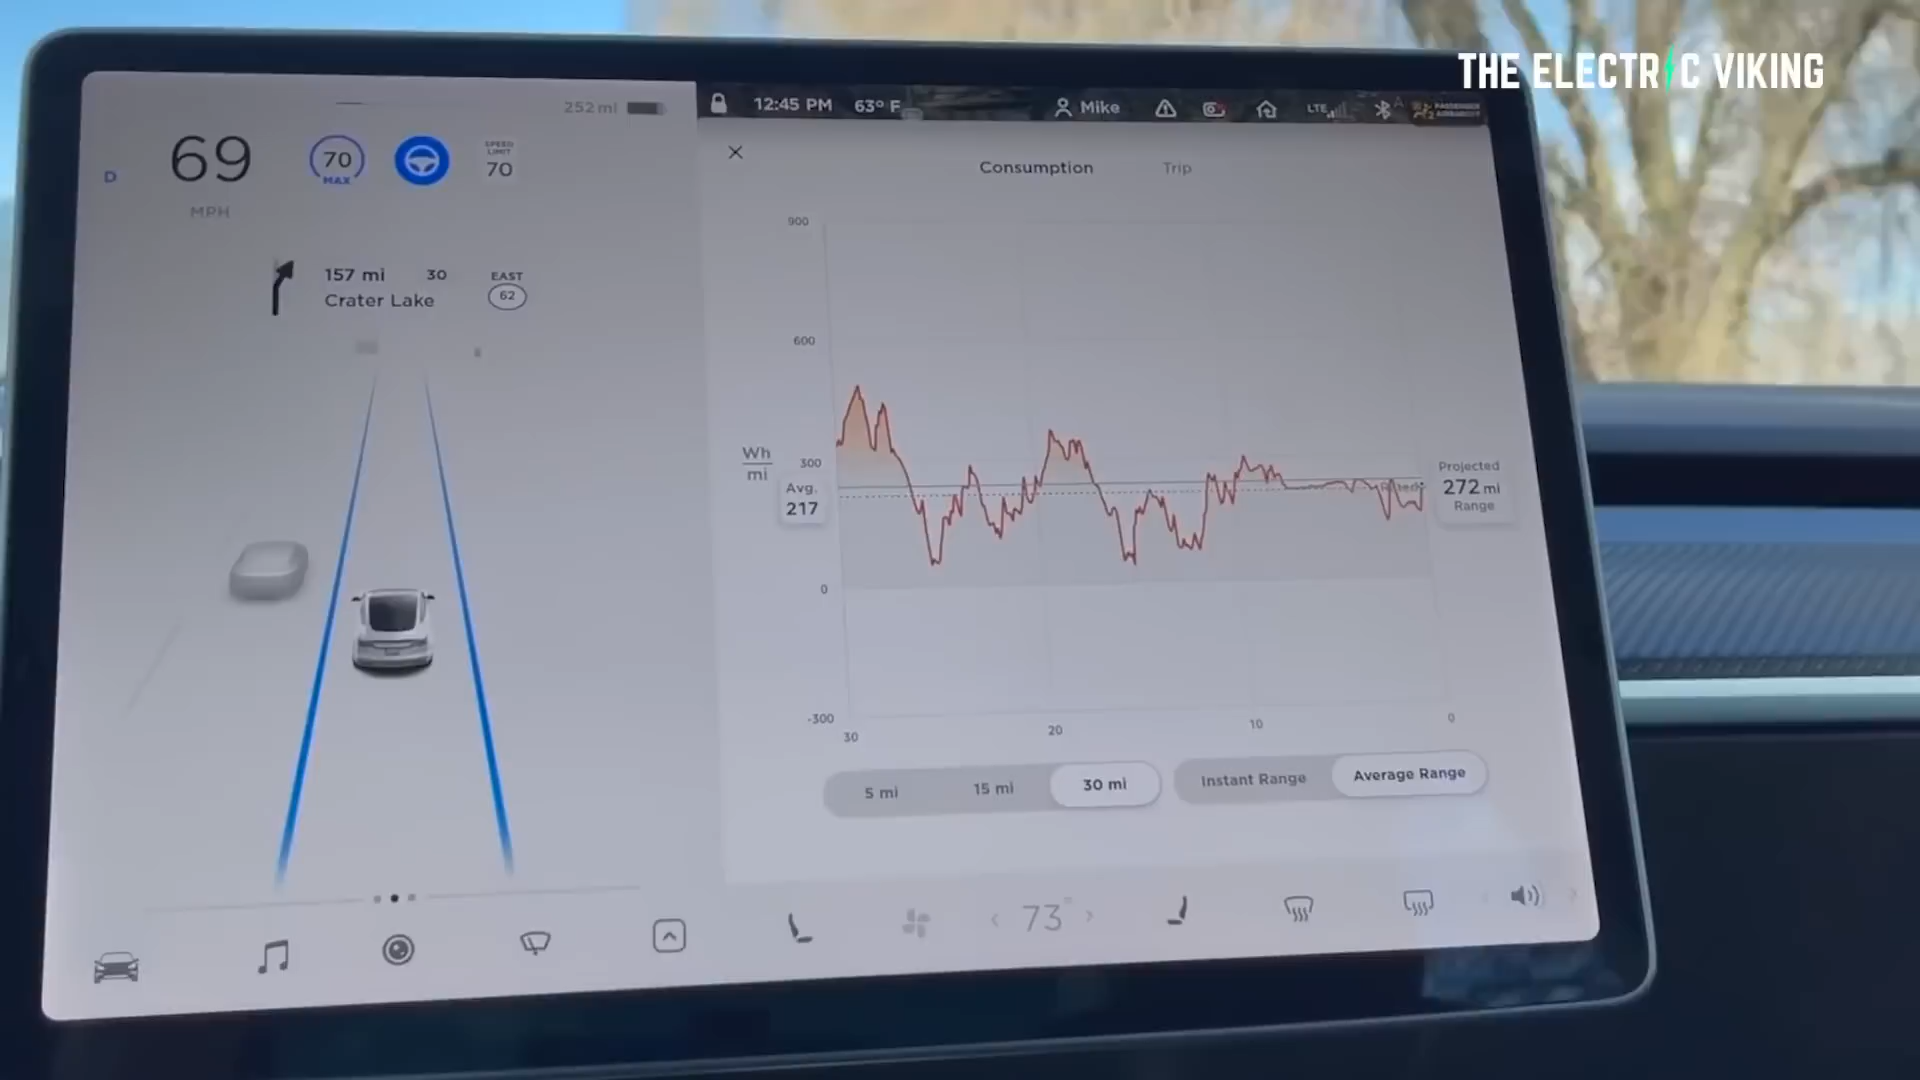 THE ELECTRIC VIKING
252 mi
12:45 PM 63° F
Mike
LTE
D
69
MPH
70
MAX
SPEED
LIMIT
70
157 mi 30
Crater Lake
EAST
62
Consumption Trip
900
600
300
0
-300
Wh
mi
Avg.
217
Projected
272 mi
Range
30 20 10 0
5 mi 15 mi 30 mi
Instant Range Average Range
73°